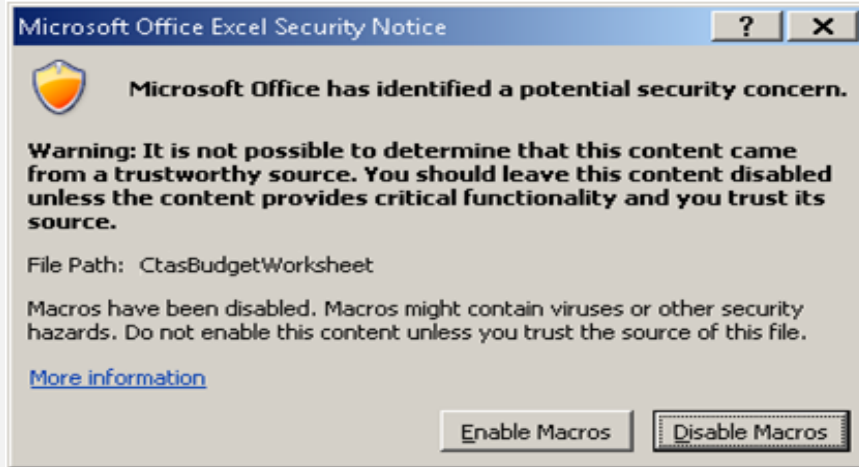 Microsoft Office Excel Security Notice
Microsoft Office has identified a potential security concern.
Warning: It is not possible to determine that this content came
from a trustworthy source. You should leave this content disabled
unless the content provides critical functionality and you trust its
source.
File Path: CtasBudgetWorksheet
Macros have been disabled. Macros might contain viruses or other security
hazards. Do not enable this content unless you trust the source of this file.
More information
Enable Macros
Disable Macros